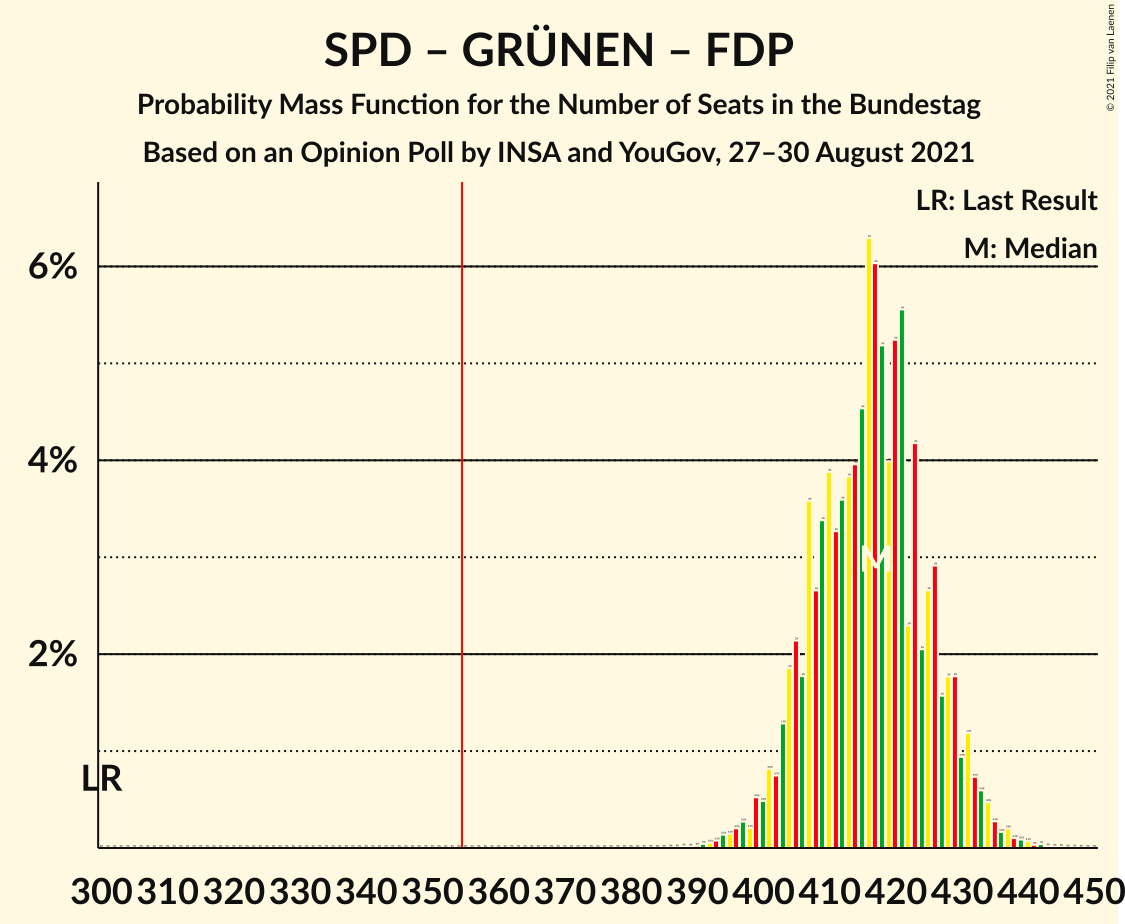 SPD – GRÜNEN – FDP
Probability Mass Function for the Number of Seats in the Bundestag
Based on an Opinion Poll by INSA and YouGov, 27–30 August 2021
© 2021 Filip van Laenen
LR: Last Result
M: Median
6%
4%
2%
M
LR
300 310 320 330 340 350 360 370 380 390 400 410 420 430 440 450